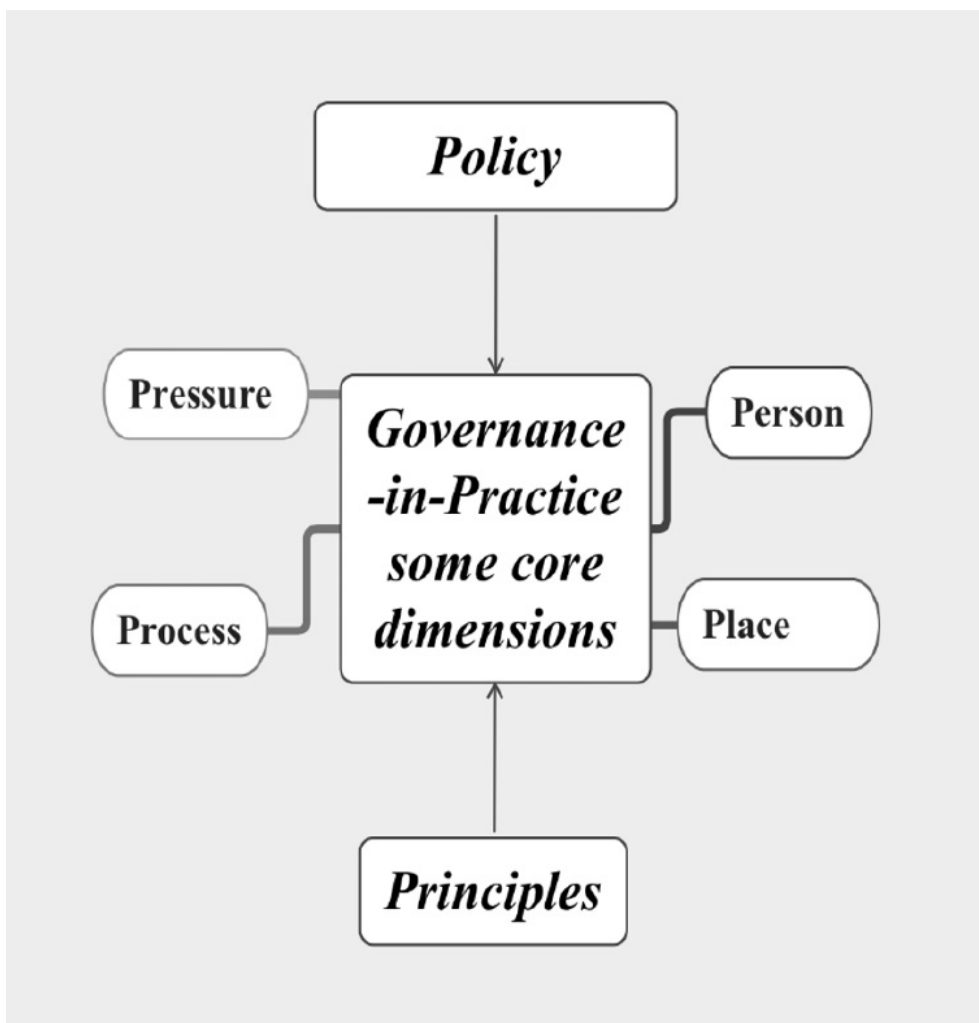 Policy
Pressure
Governance
-in-Practice
some core
dimensions
Person
Process
Place
Principles